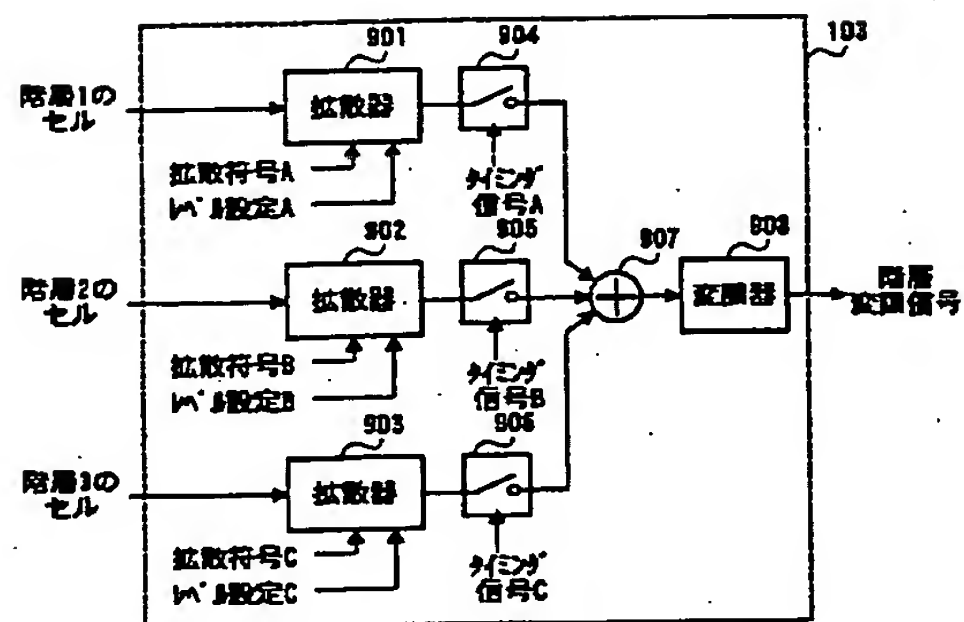 901
904
103
階層1の
セル
拡散器
拡散符号A
レベル設定A
タイミング
信号A
902
905
907
908
階層2の
セル
拡散器
変調器
階層
変調信号
拡散符号B
レベル設定B
タイミング
信号B
903
906
階層3の
セル
拡散器
拡散符号C
レベル設定C
タイミング
信号C